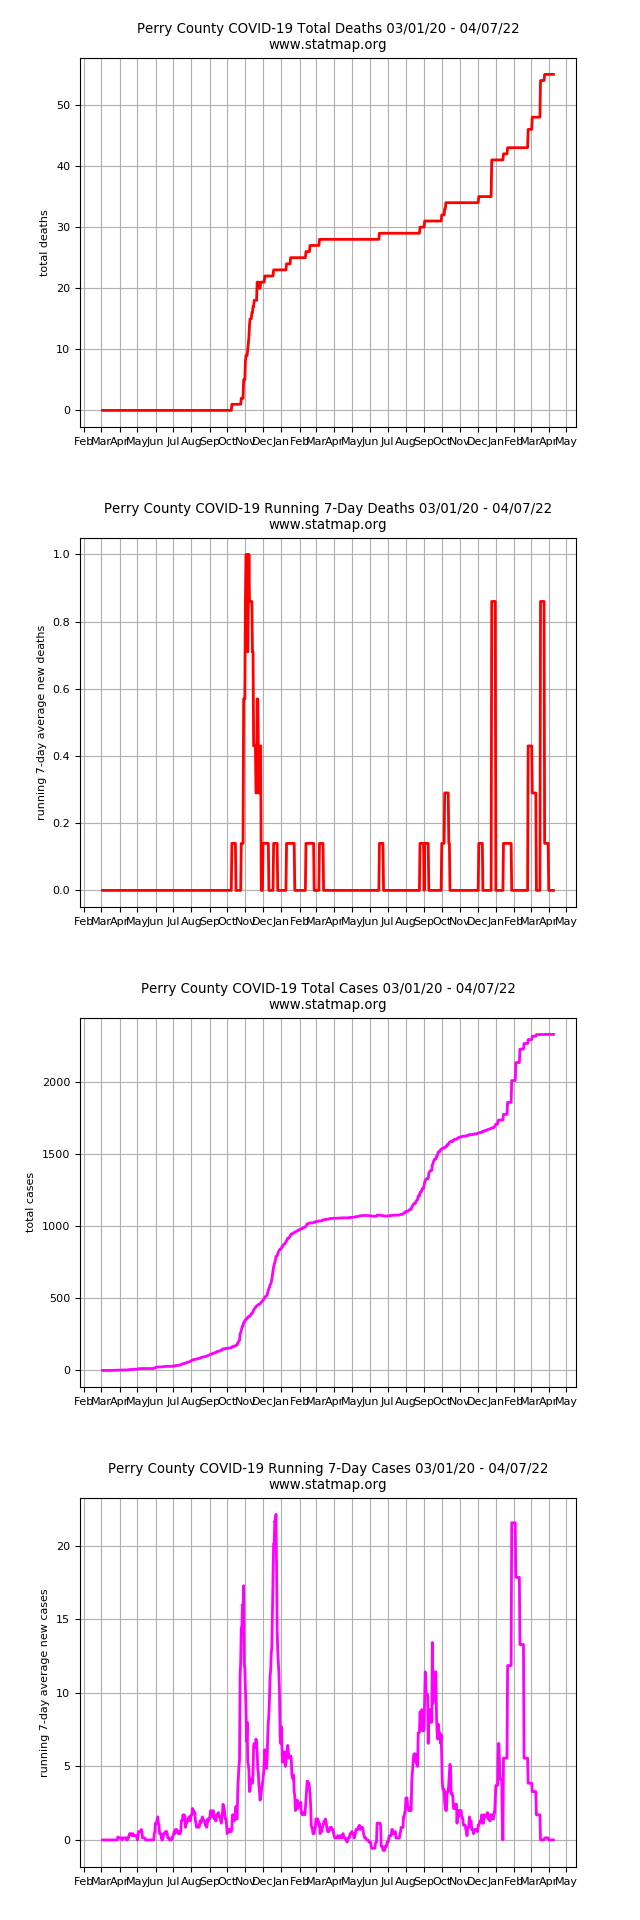 Perry County COVID-19 Total Deaths 03/01/20 - 04/07/22
www.statmap.org
total deaths
50
40
30
20
10
0
Feb Mar Apr May Jun Jul Aug Sep Oct Nov Dec Jan Feb Mar Apr May Jun Jul Aug Sep Oct Nov Dec Jan Feb Mar Apr May
Perry County COVID-19 Running 7-Day Deaths 03/01/20 - 04/07/22
www.statmap.org
running 7-day average new deaths
1.0
0.8
0.6
0.4
0.2
0.0
Feb Mar Apr May Jun Jul Aug Sep Oct Nov Dec Jan Feb Mar Apr May Jun Jul Aug Sep Oct Nov Dec Jan Feb Mar Apr May
Perry County COVID-19 Total Cases 03/01/20 - 04/07/22
www.statmap.org
total cases
2000
1500
1000
500
0
Feb Mar Apr May Jun Jul Aug Sep Oct Nov Dec Jan Feb Mar Apr May Jun Jul Aug Sep Oct Nov Dec Jan Feb Mar Apr May
Perry County COVID-19 Running 7-Day Cases 03/01/20 - 04/07/22
www.statmap.org
running 7-day average new cases
20
15
10
5
0
Feb Mar Apr May Jun Jul Aug Sep Oct Nov Dec Jan Feb Mar Apr May Jun Jul Aug Sep Oct Nov Dec Jan Feb Mar Apr May